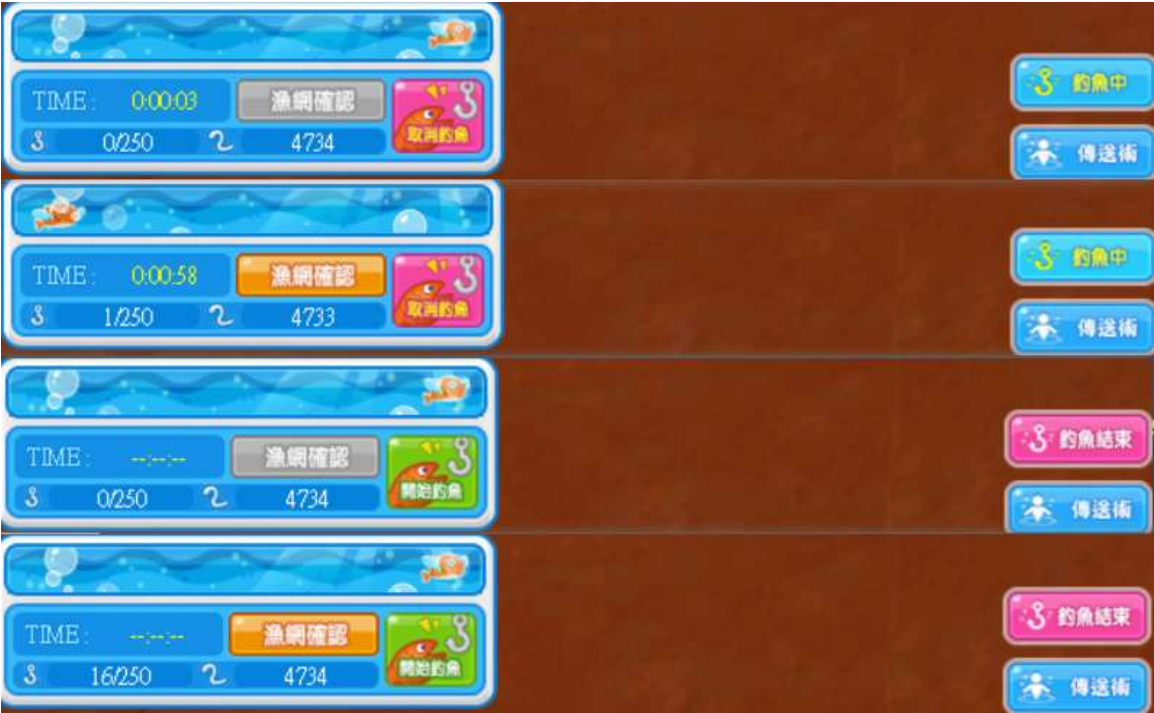 TIME : 0:00:03 漁網確認 取消釣魚 釣魚中
0/250 4734 傳送術
TIME : 0:00:58 漁網確認 取消釣魚 釣魚中
1/250 4733 傳送術
TIME : --:--:-- 漁網確認 開始釣魚 釣魚結束
0/250 4734 傳送術
TIME : --:--:-- 漁網確認 開始釣魚 釣魚結束
16/250 4734 傳送術